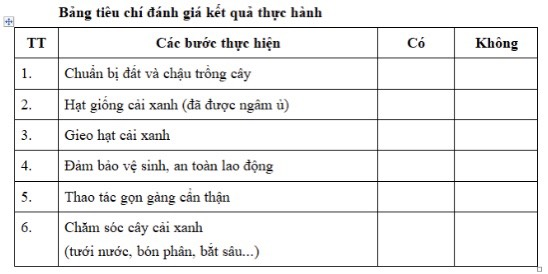 Bảng tiêu chí đánh giá kết quả thực hành
TT Các bước thực hiện Có Không
1. Chuẩn bị đất và chậu trồng cây
2. Hạt giống cải xanh (đã được ngâm ủ)
3. Gieo hạt cải xanh
4. Đảm bảo vệ sinh, an toàn lao động
5. Thao tác gọn gàng cẩn thận
6. Chăm sóc cây cải xanh
(tưới nước, bón phân, bắt sâu...)